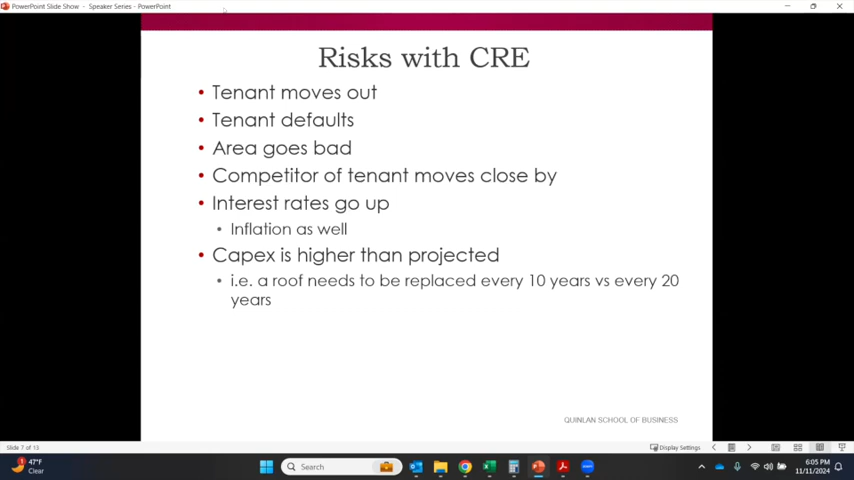 PowerPoint Slide Show - Speaker Series - PowerPoint
Risks with CRE
• Tenant moves out
• Tenant defaults
• Area goes bad
• Competitor of tenant moves close by
• Interest rates go up
• Inflation as well
• Capex is higher than projected
• i.e. a roof needs to be replaced every 10 years vs every 20
years
QUINLAN SCHOOL OF BUSINESS
Slide 7 of 15
Display Settings
1
47°F
Clear
Search
6:05 PM
11/11/2024